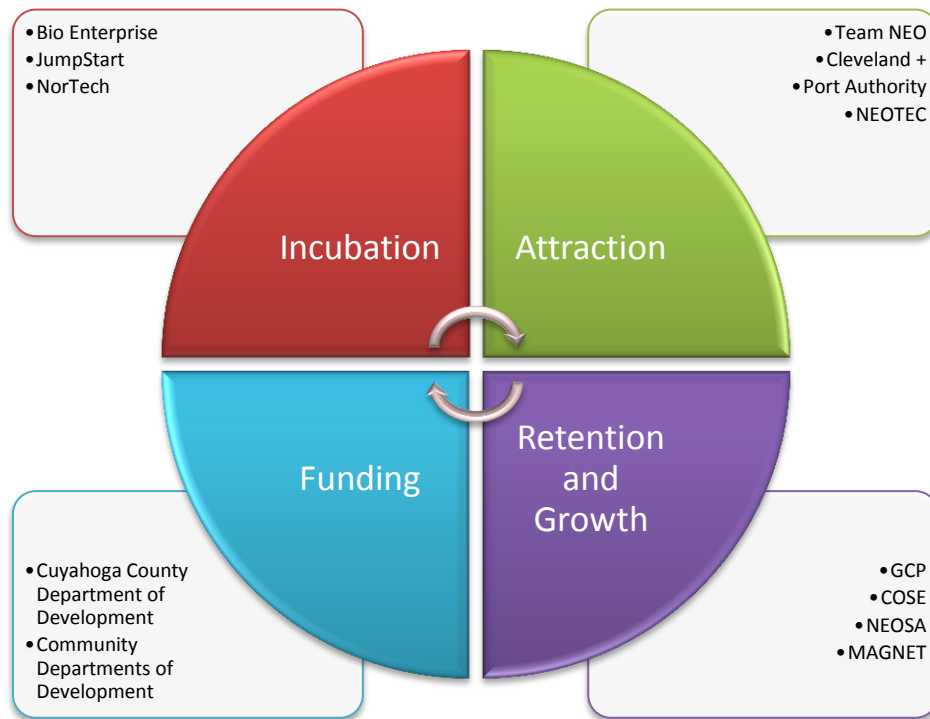 •Bio Enterprise
•JumpStart
•NorTech
•Team NEO
•Cleveland +
•Port Authority
•NEOTEC
Incubation
Attraction
Funding
Retention
and
Growth
•Cuyahoga County
Department of
Development
•Community
Departments of
Development
•GCP
•COSE
•NEOSA
•MAGNET